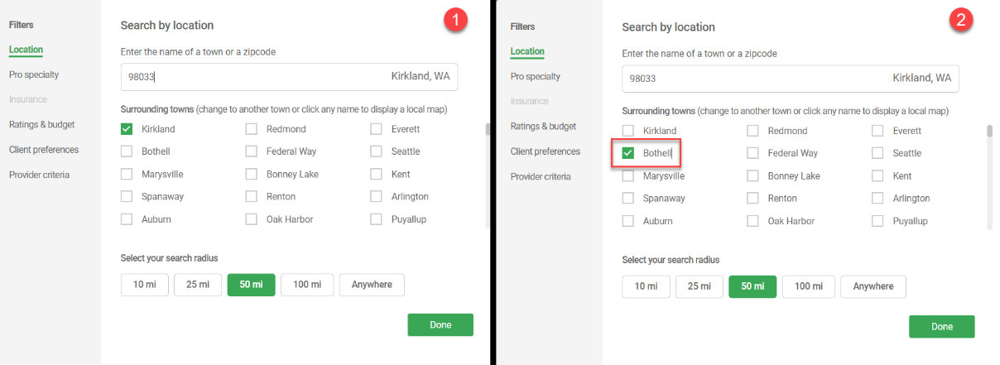 Filters
Location
Pro specialty
Insurance
Ratings & budget
Client preferences
Provider criteria
Search by location
1
Enter the name of a town or a zipcode
98033 Kirkland, WA
Surrounding towns (change to another town or click any name to display a local map)
Kirkland Redmond Everett
Bothell Federal Way Seattle
Marysville Bonney Lake Kent
Spanaway Renton Arlington
Auburn Oak Harbor Puyallup
Select your search radius
10 mi 25 mi 50 mi 100 mi Anywhere
Done
Filters
Location
Pro specialty
Insurance
Ratings & budget
Client preferences
Provider criteria
Search by location
2
Enter the name of a town or a zipcode
98033 Kirkland, WA
Surrounding towns (change to another town or click any name to display a local map)
Kirkland Redmond Everett
Bothell Federal Way Seattle
Marysville Bonney Lake Kent
Spanaway Renton Arlington
Auburn Oak Harbor Puyallup
Select your search radius
10 mi 25 mi 50 mi 100 mi Anywhere
Done